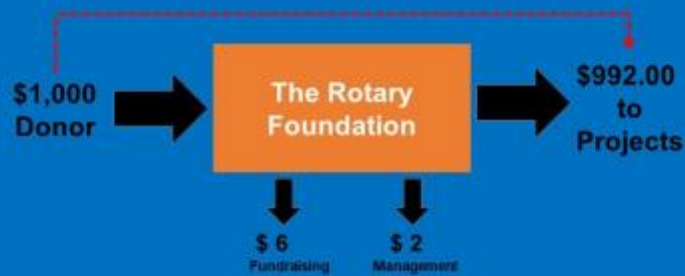 $1,000
Donor
The Rotary
Foundation
$992.00
to
Projects
$ 6
Fundraising
$ 2
Management